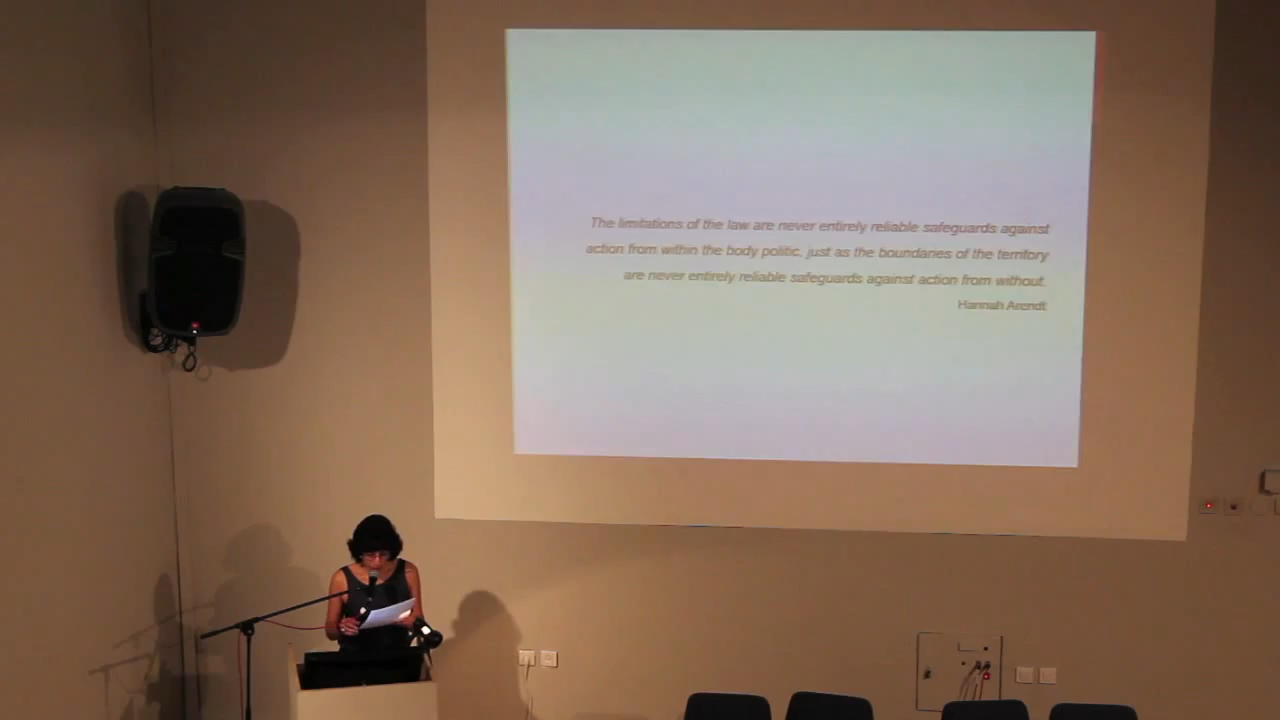 The limitations of the law are never entirely reliable safeguards against
action from within the body politic, just as the boundaries of the territory
are never entirely reliable safeguards against action from without.
Hannah Arendt